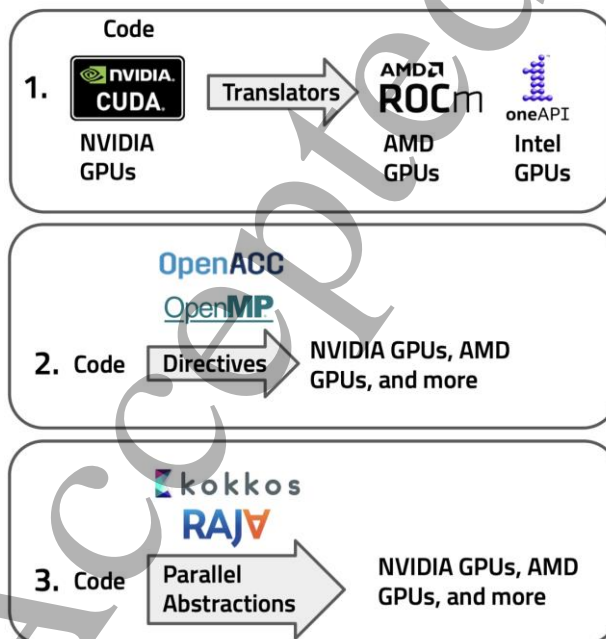 Code
1.
NVIDIA.
CUDA.
NVIDIA
GPUs
Translators
AMD
ROCm
AMD
GPUs
oneAPI
Intel
GPUs
OpenACC
OpenMP
2. Code
Directives
NVIDIA GPUs, AMD
GPUs, and more
kokkos
RAJA
3. Code
Parallel
Abstractions
NVIDIA GPUs, AMD
GPUs, and more
Accepted